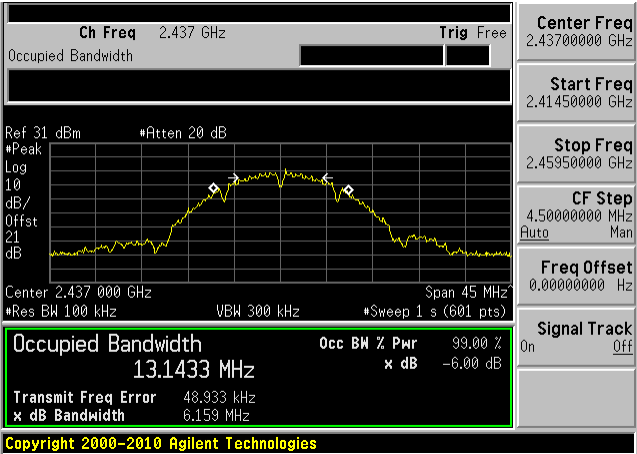 Ch Freq 2.437 GHz Trig Free
Occupied Bandwidth
Ref 31 dBm #Atten 20 dB
#Peak
Log
10
dB/
Offst
21
dB
Center 2.437 000 GHz Span 45 MHz^
#Res BW 100 kHz VBW 300 kHz #Sweep 1 s (601 pts)
Occupied Bandwidth Occ BW % Pwr 99.00 %
13.1433 MHz x dB -6.00 dB
Transmit Freq Error 48.933 kHz
x dB Bandwidth 6.159 MHz
Copyright 2000-2010 Agilent Technologies
Center Freq
2.43700000 GHz
Start Freq
2.41450000 GHz
Stop Freq
2.45950000 GHz
CF Step
4.50000000 MHz
Auto Man
Freq Offset
0.00000000 Hz
Signal Track
On Off